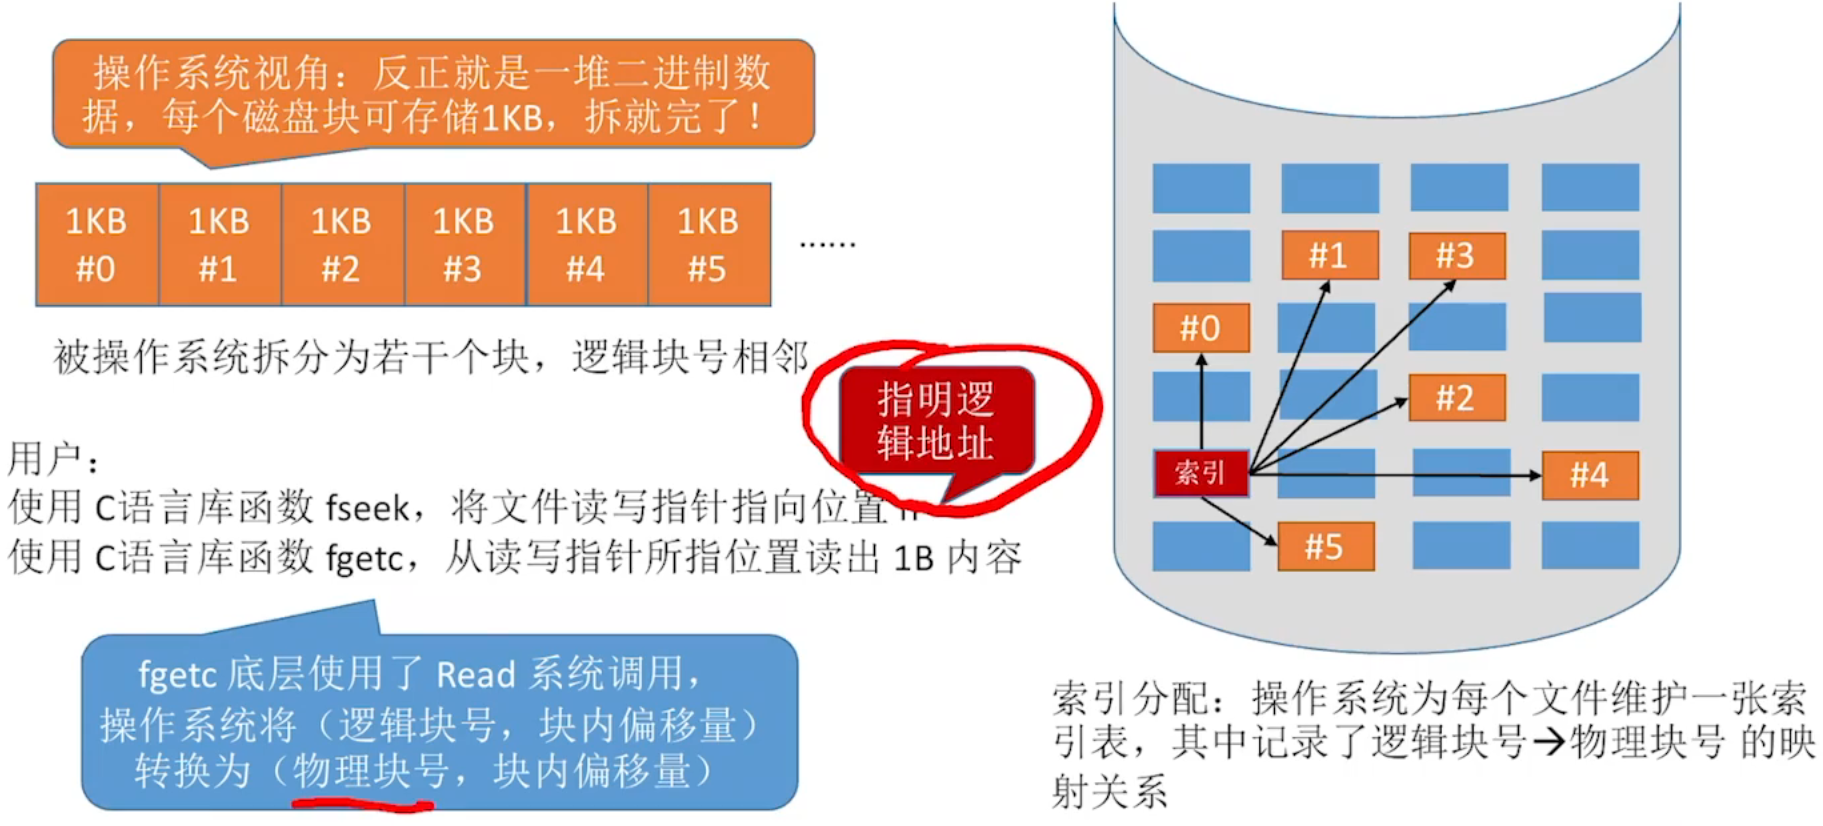 操作系统视角：反正就是一堆二进制数
据，每个磁盘块可存储1KB，拆就完了！
1KB 1KB 1KB 1KB 1KB 1KB
#0 #1 #2 #3 #4 #5 ……
被操作系统拆分为若干个块，逻辑块号相邻
指明逻
辑地址
用户：
使用 C语言库函数 fseek，将文件读写指针指向位置
使用 C语言库函数 fgetc，从读写指针所指位置读出 1B 内容
fgetc 底层使用了 Read 系统调用，
操作系统将（逻辑块号，块内偏移量）
转换为（物理块号，块内偏移量）
#1 #3
#0
#2
索引 #4
#5
索引分配：操作系统为每个文件维护一张索
引表，其中记录了逻辑块号→物理块号 的映
射关系